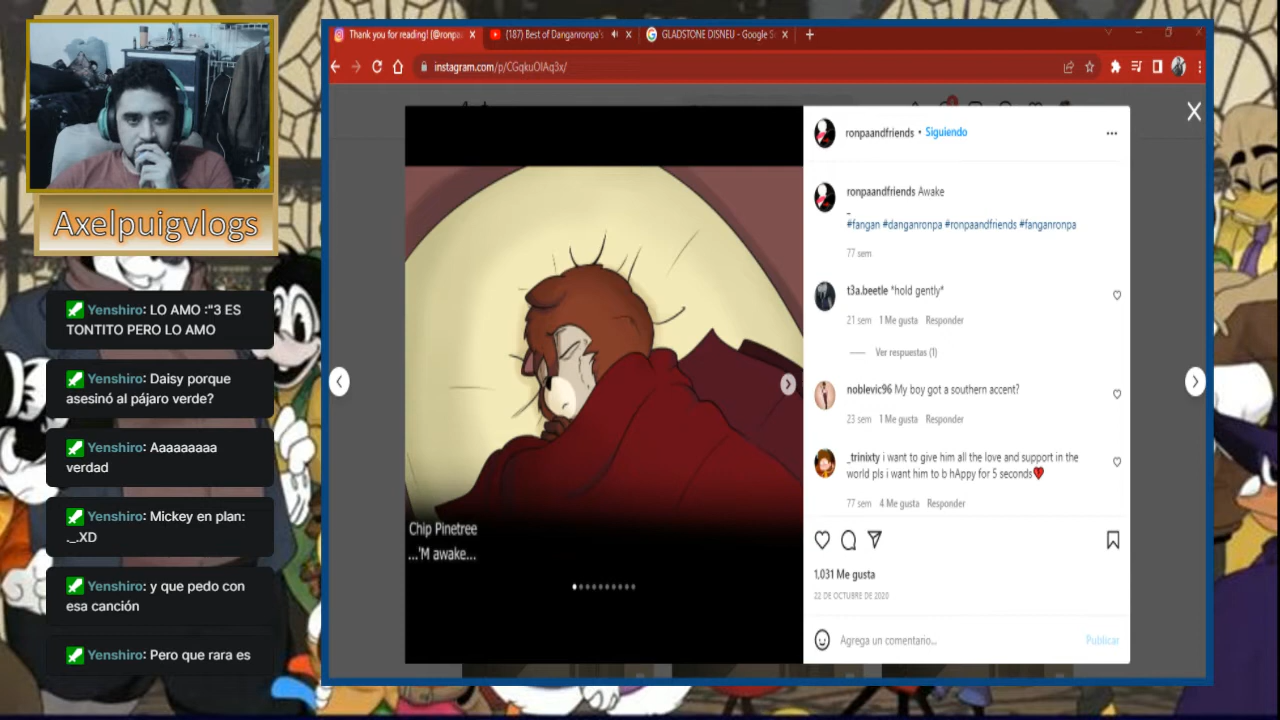 Thank you for reading! (@ronpa
(187) Best of Danganronpa's
GLADSTONE DISNEU - Google S
instagram.com/p/CGqkuOlAq3x/
Axelpuigvlogs
Yenshiro: LO AMO :"3 ES
TONTITO PERO LO AMO
Yenshiro: Daisy porque
asesinó al pájaro verde?
Yenshiro: Aaaaaaaaa
verdad
Yenshiro: Mickey en plan:
._.XD
Yenshiro: y que pedo con
esa canción
Yenshiro: Pero que rara es
Chip Pinetree
...'M awake...
ronpaandfriends • Siguiendo
ronpaandfriends Awake
_
#fangan #danganronpa #ronpaandfriends #fanganronpa
77 sem
t3a.beetle *hold gently*
21 sem 1 Me gusta Responder
Ver respuestas (1)
noblevic96 My boy got a southern accent?
23 sem 1 Me gusta Responder
_trinixty i want to give him all the love and support in the
world pls i want him to b hAppy for 5 seconds💔
77 sem 4 Me gusta Responder
1,031 Me gusta
22 DE OCTUBRE DE 2020
Agrega un comentario...
Publicar